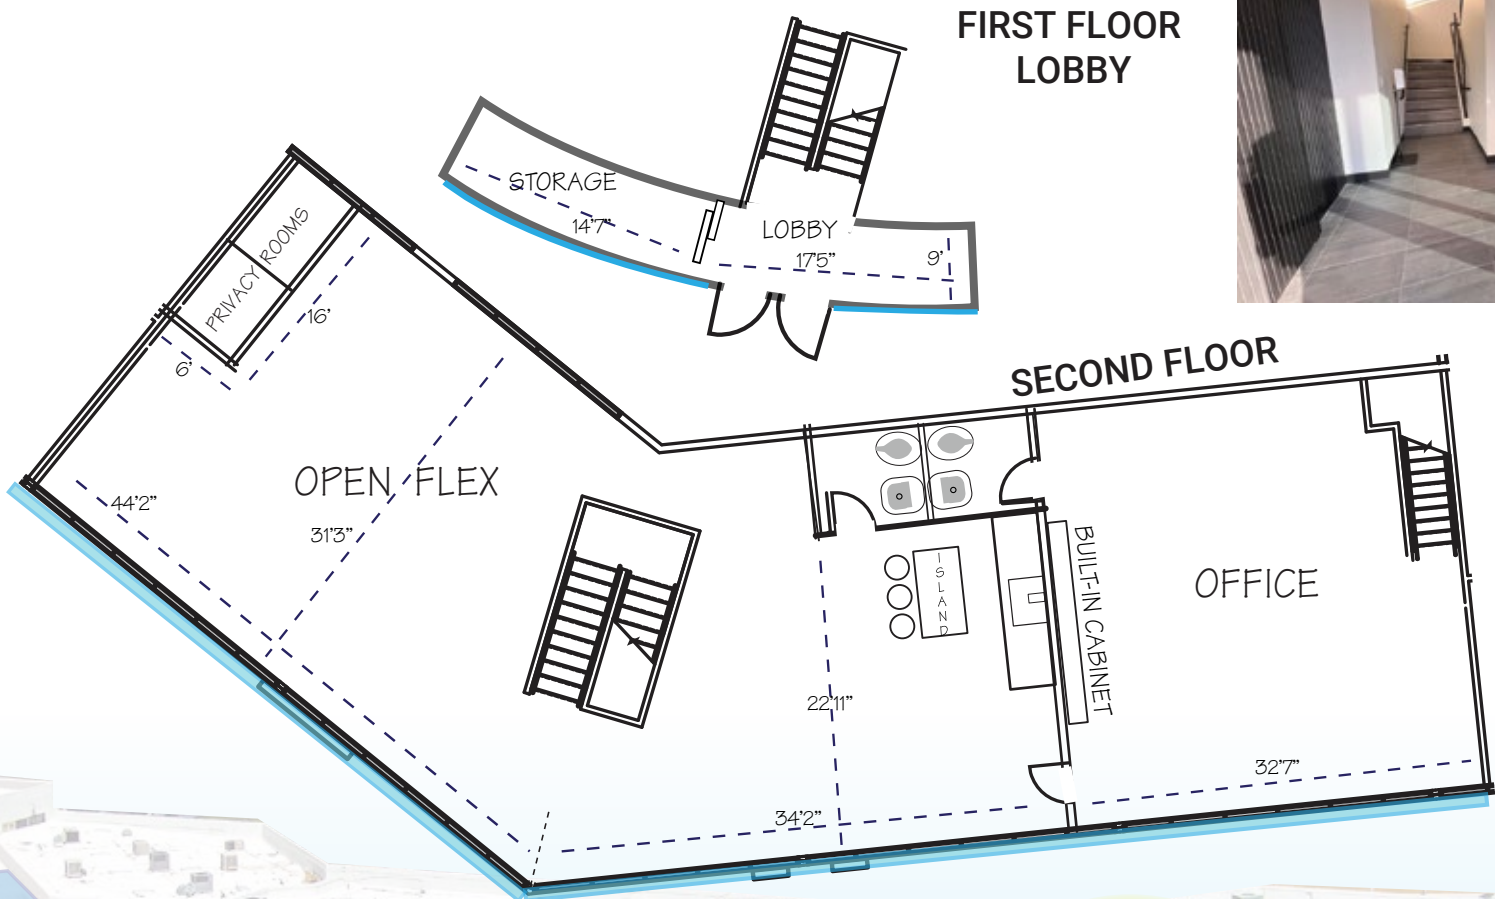 FIRST FLOOR
LOBBY
STORAGE
14'7"
LOBBY
17'5"
9'
PRIVACY ROOMS
16'
6'
SECOND FLOOR
OPEN FLEX
44'2"
31'3"
ISLAND
BUILT-IN CABINET
OFFICE
22'11"
34'2"
32'7"